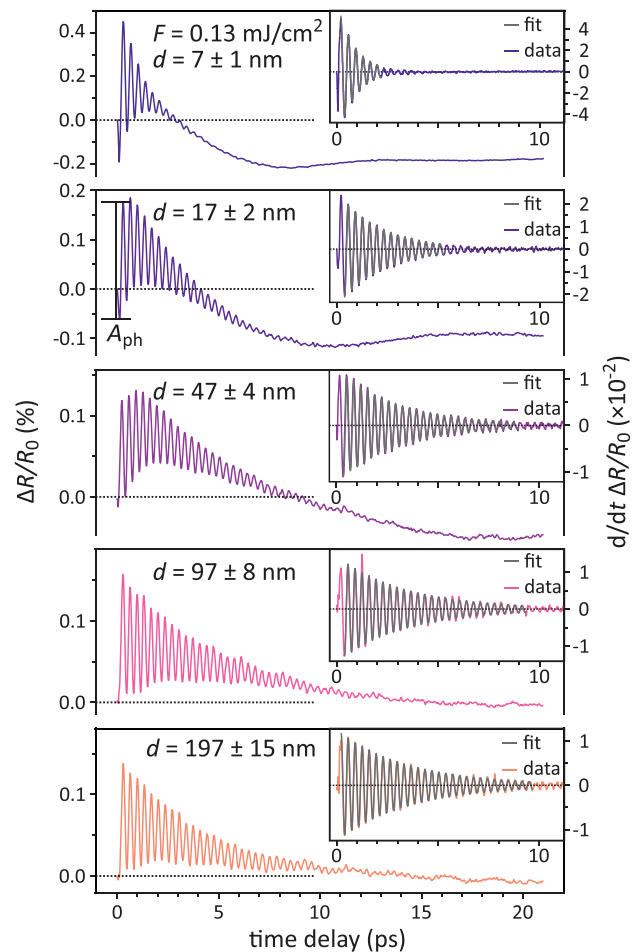 F = 0.13 mJ/cm²
d = 7 ± 1 nm
0.4
0.2
0.0
-0.2
fit
data
4
2
0
-2
-4
0
10
d = 17 ± 2 nm
A_ph
0.2
0.1
0.0
-0.1
fit
data
2
1
0
-1
-2
0
10
d = 47 ± 4 nm
0.1
0.0
fit
data
1
0
-1
0
10
d = 97 ± 8 nm
0.1
0.0
fit
data
1
0
-1
0
10
d = 197 ± 15 nm
0.1
0.0
fit
data
1
0
-1
0
10
0 5 10 15 20
time delay (ps)
ΔR/R₀ (%)
d/dt ΔR/R₀ (×10⁻²)